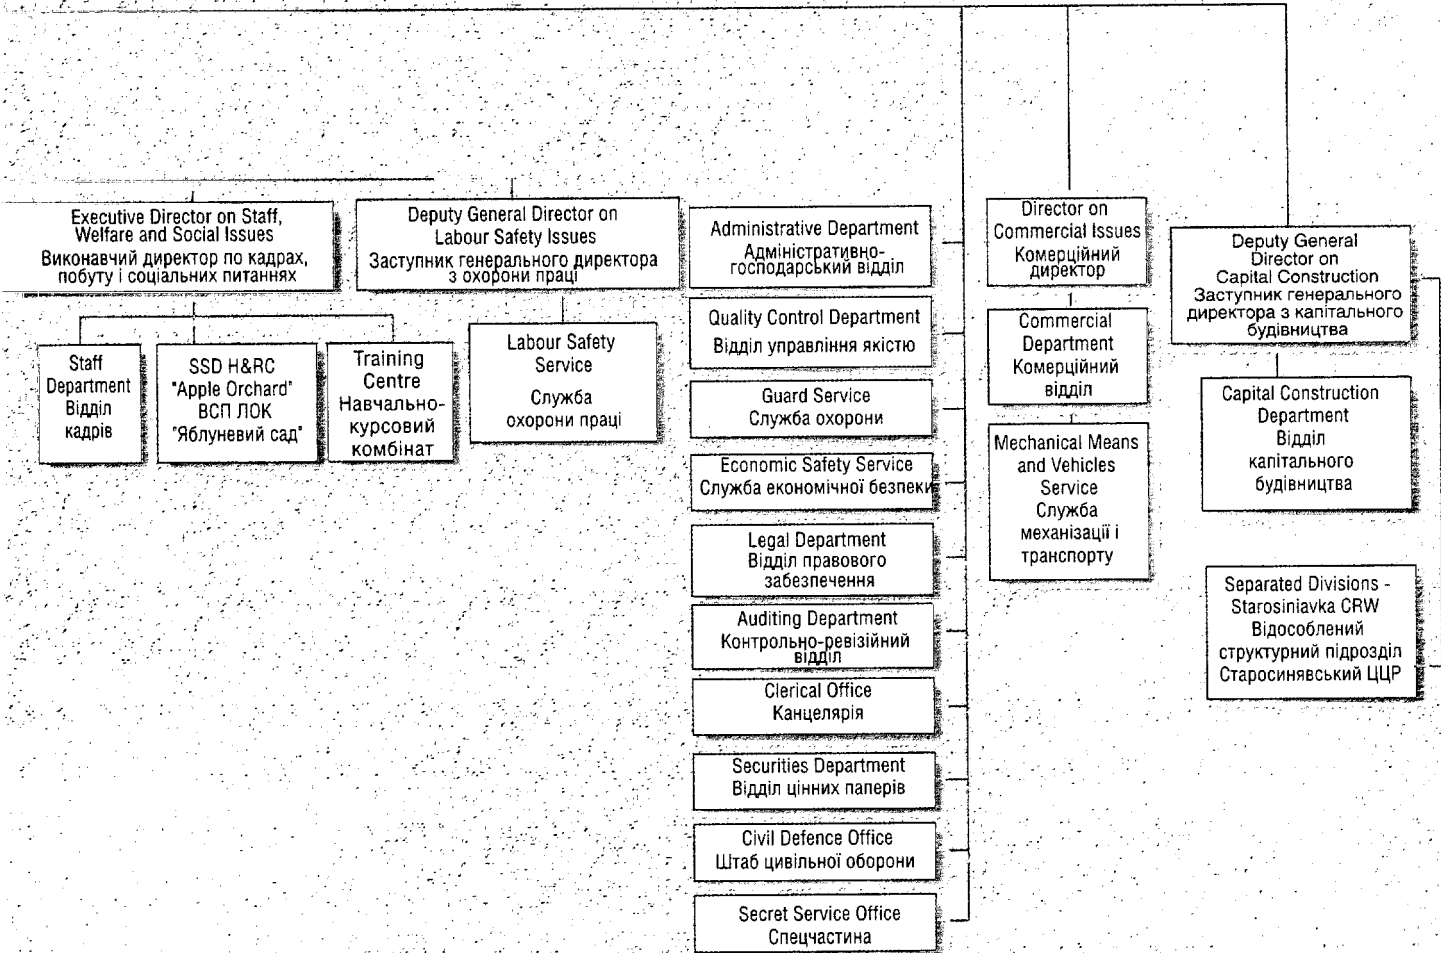 Executive Director on Staff,
Welfare and Social Issues
Виконавчий директор по кадрах,
побуту і соціальних питаннях
Staff
Department
Відділ
кадрів
SSD H&RC
"Apple Orchard"
ВСП ЛОК
"Яблуневий сад"
Training
Centre
Навчально-
курсовий
комбінат
Deputy General Director on
Labour Safety Issues
Заступник генерального директора
з охорони праці
Labour Safety
Service
Служба
охорони праці
Administrative Department
Адміністративно-
господарський відділ
Quality Control Department
Відділ управління якістю
Guard Service
Служба охорони
Economic Safety Service
Служба економічної безпеки
Legal Department
Відділ правового
забезпечення
Auditing Department
Контрольно-ревізійний
відділ
Clerical Office
Канцелярія
Securities Department
Відділ цінних паперів
Civil Defence Office
Штаб цивільної оборони
Secret Service Office
Спецчастина
Director on
Commercial Issues
Комерційний
директор
Commercial
Department
Комерційний
відділ
Mechanical Means
and Vehicles
Service
Служба
механізації і
транспорту
Deputy General
Director on
Capital Construction
Заступник генерального
директора з капітального
будівництва
Capital Construction
Department
Відділ
капітального
будівництва
Separated Divisions -
Starosiniavka CRW
Відособлений
структурний підрозділ
Старосинявський ЦЦР